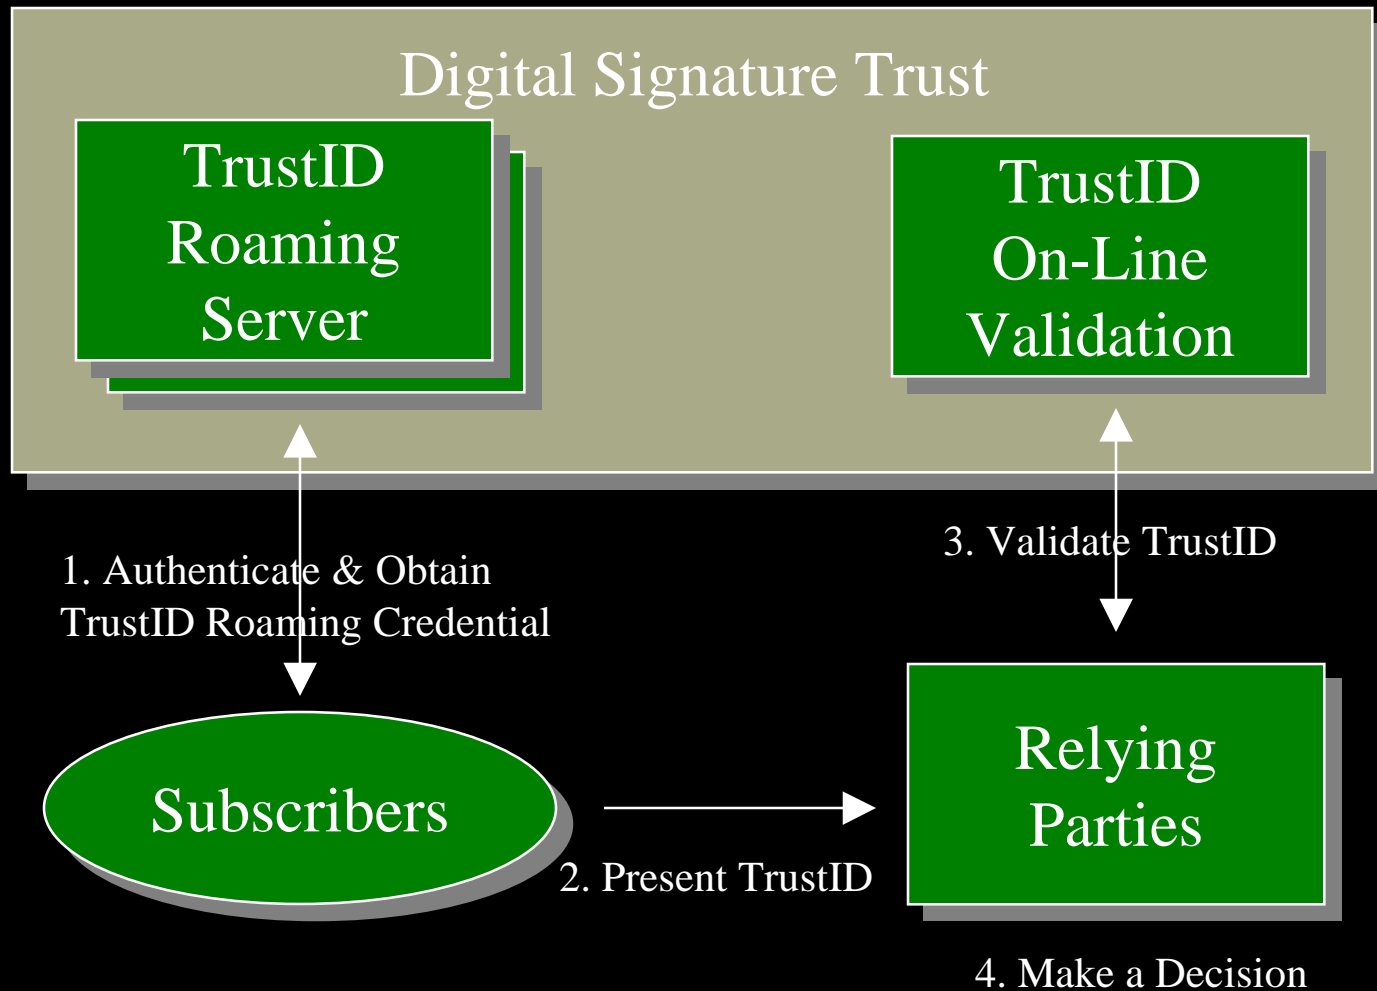 Digital Signature Trust
TrustID
Roaming
Server
TrustID
On-Line
Validation
1. Authenticate & Obtain
TrustID Roaming Credential
3. Validate TrustID
Subscribers
2. Present TrustID
Relying
Parties
4. Make a Decision